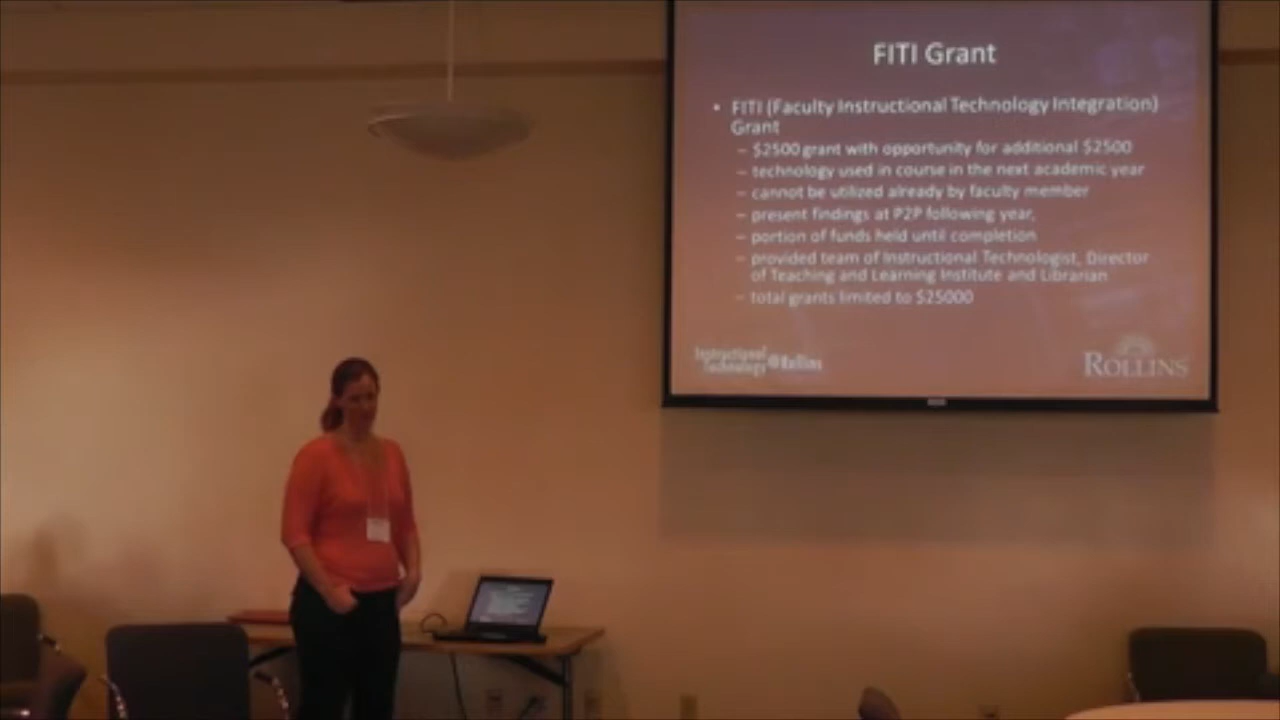 FITI Grant
• FITI (Faculty Instructional Technology Integration)
Grant
– $2500 grant with opportunity for additional $2500
– technology used in course in the next academic year
– cannot be utilized already by faculty member
– present findings at P2P following year,
– portion of funds held until completion
– provided team of Instructional Technologist, Director
of Teaching and Learning Institute and Librarian
– total grants limited to $25000
Instructional
Technology @Rollins
ROLLINS